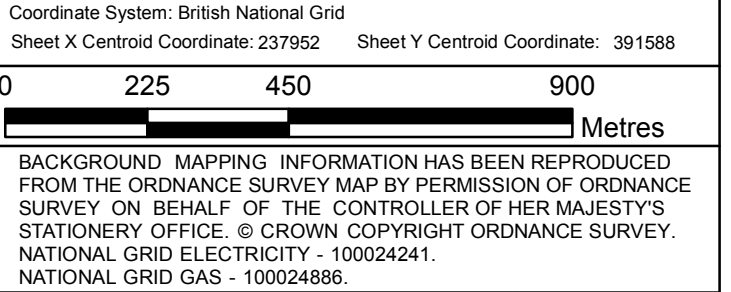 Coordinate System: British National Grid
Sheet X Centroid Coordinate: 237952 Sheet Y Centroid Coordinate: 391588
0 225 450 900
Metres
BACKGROUND MAPPING INFORMATION HAS BEEN REPRODUCED
FROM THE ORDNANCE SURVEY MAP BY PERMISSION OF ORDNANCE
SURVEY ON BEHALF OF THE CONTROLLER OF HER MAJESTY'S
STATIONERY OFFICE. © CROWN COPYRIGHT ORDNANCE SURVEY.
NATIONAL GRID ELECTRICITY - 100024241.
NATIONAL GRID GAS - 100024886.